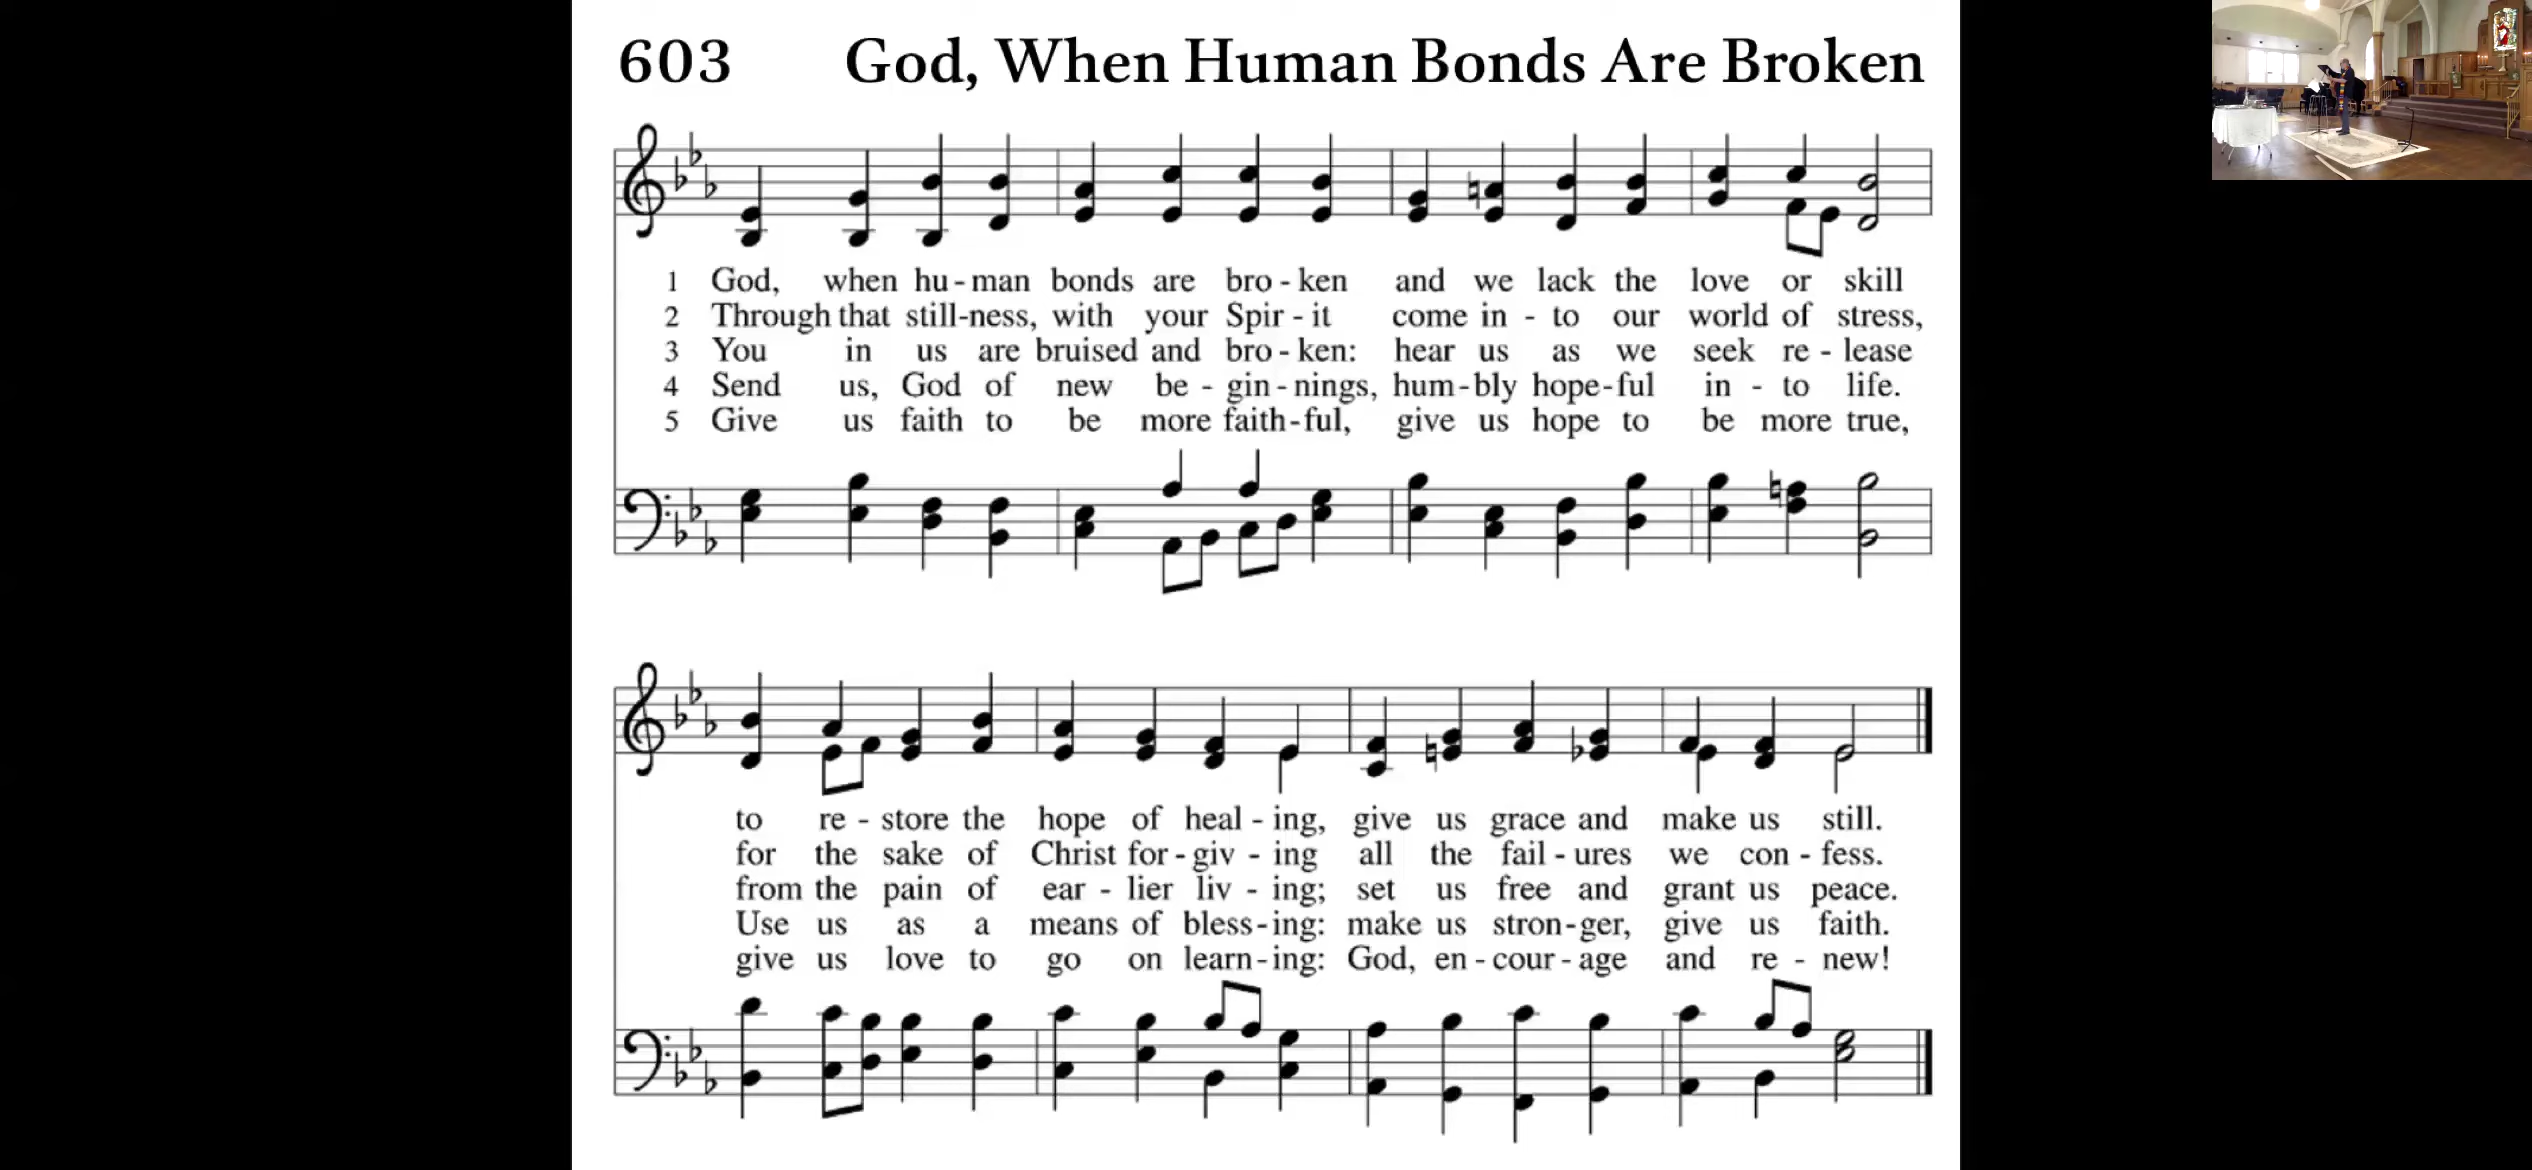 603 God, When Human Bonds Are Broken
1 God, when hu - man bonds are bro - ken and we lack the love or skill
2 Through that still - ness, with your Spir - it come in - to our world of stress,
3 You in us are bruised and bro - ken: hear us as we seek re - lease
4 Send us, God of new be - gin - nings, hum - bly hope - ful in - to life.
5 Give us faith to be more faith - ful, give us hope to be more true,
to re - store the hope of heal - ing, give us grace and make us still.
for the sake of Christ for - giv - ing all the fail - ures we con - fess.
from the pain of ear - lier liv - ing; set us free and grant us peace.
Use us as a means of bless - ing: make us stron - ger, give us faith.
give us love to go on learn - ing: God, en - cour - age and re - new!